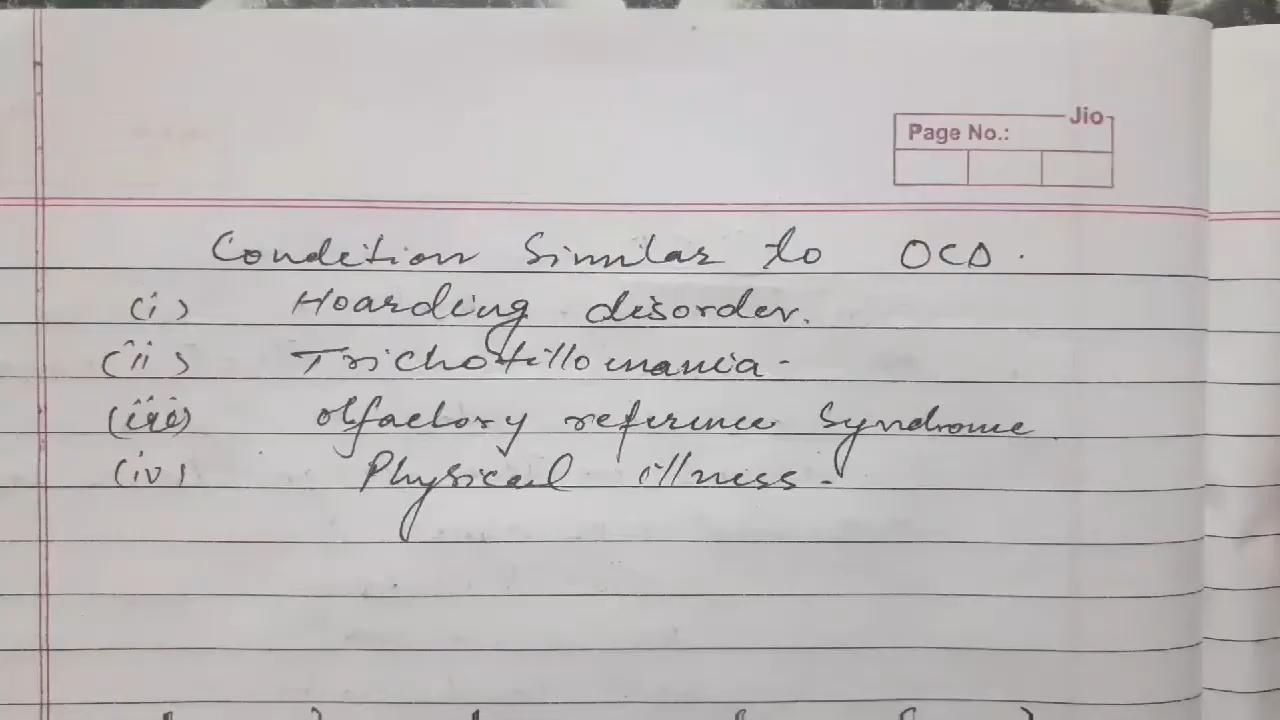 Jio
Page No.:
Condition Similar to OCD.
(i) Hoarding disorder.
(ii) Trichotillomania-
(iii) olfactory reference Syndrome
(iv) Physical illness.